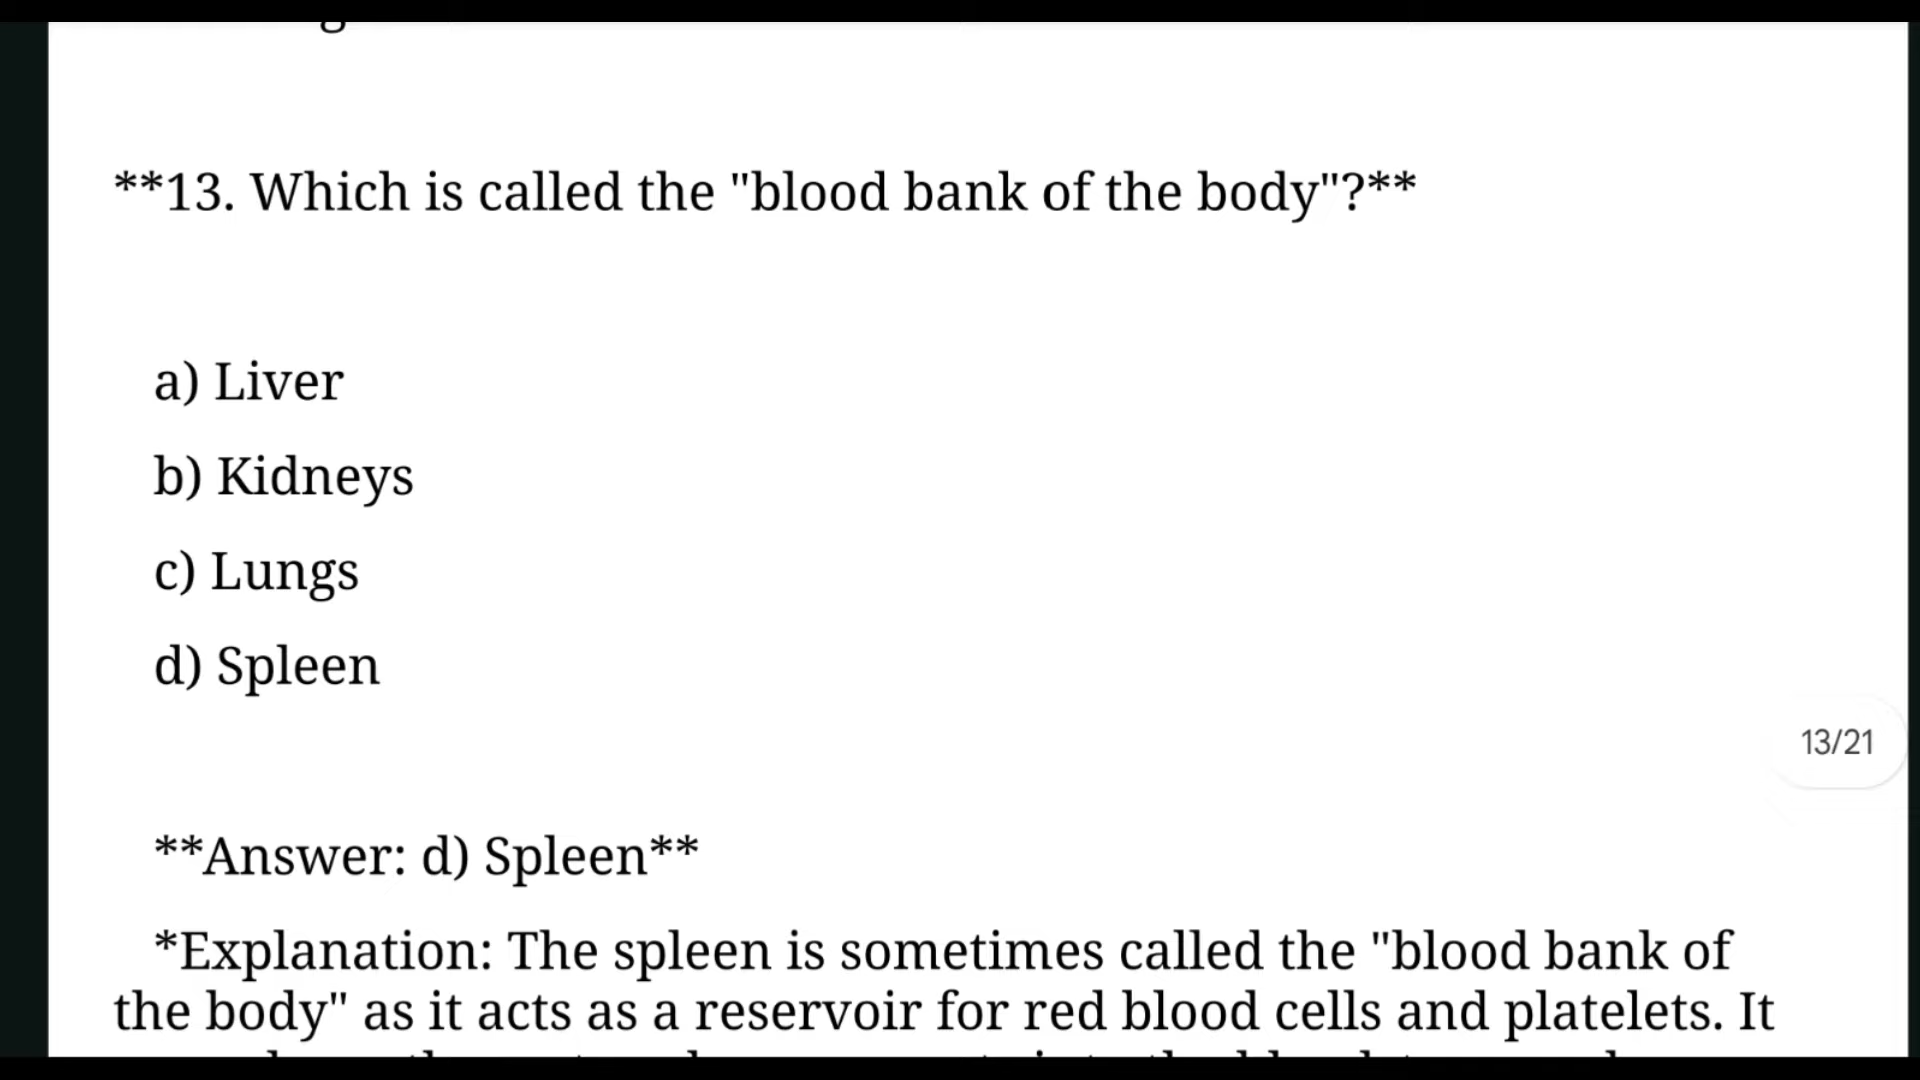 **13. Which is called the "blood bank of the body"?**
a) Liver
b) Kidneys
c) Lungs
d) Spleen
13/21
**Answer: d) Spleen**
*Explanation: The spleen is sometimes called the "blood bank of
the body" as it acts as a reservoir for red blood cells and platelets. It